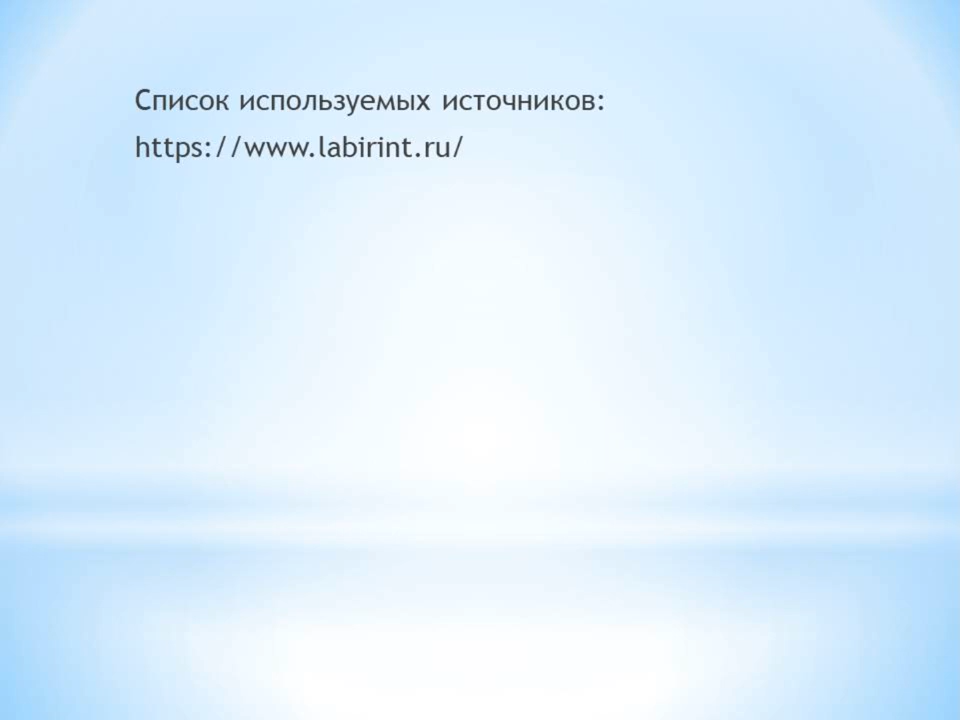 Список используемых источников:
https://www.labirint.ru/